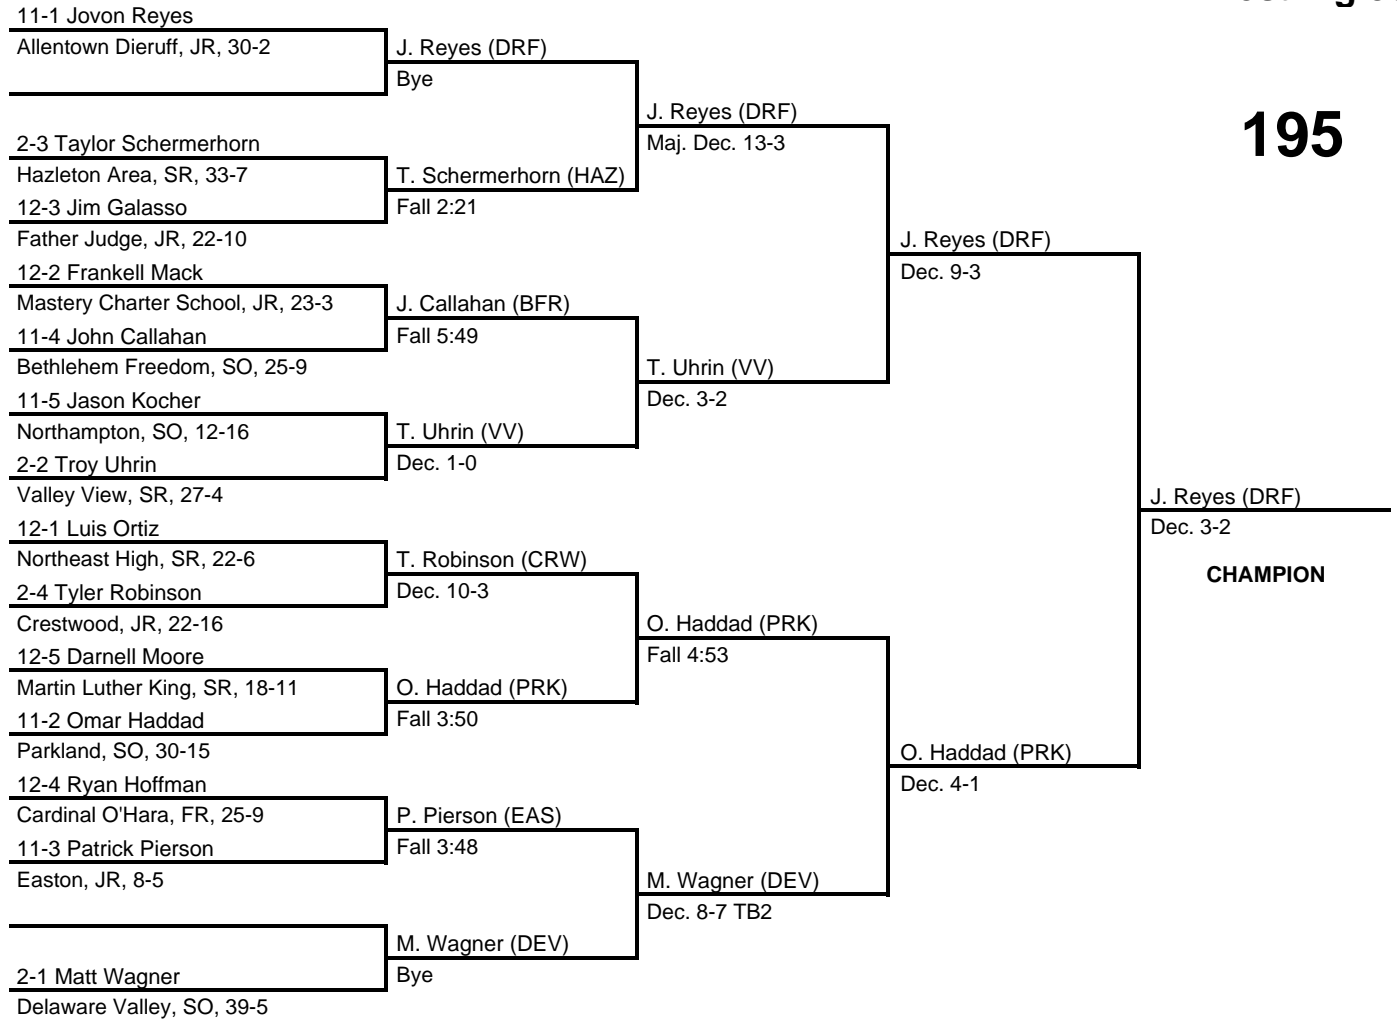 11-1 Jovon Reyes
Allentown Dieruff, JR, 30-2
2-3 Taylor Schermerhorn
Hazleton Area, SR, 33-7
12-3 Jim Galasso
Father Judge, JR, 22-10
12-2 Frankell Mack
Mastery Charter School, JR, 23-3
11-4 John Callahan
Bethlehem Freedom, SO, 25-9
11-5 Jason Kocher
Northampton, SO, 12-16
2-2 Troy Uhrin
Valley View, SR, 27-4
12-1 Luis Ortiz
Northeast High, SR, 22-6
2-4 Tyler Robinson
Crestwood, JR, 22-16
12-5 Darnell Moore
Martin Luther King, SR, 18-11
11-2 Omar Haddad
Parkland, SO, 30-15
12-4 Ryan Hoffman
Cardinal O'Hara, FR, 25-9
11-3 Patrick Pierson
Easton, JR, 8-5
2-1 Matt Wagner
Delaware Valley, SO, 39-5
J. Reyes (DRF)
Bye
T. Schermerhorn (HAZ)
Fall 2:21
J. Callahan (BFR)
Fall 5:49
T. Uhrin (VV)
Dec. 1-0
T. Robinson (CRW)
Dec. 10-3
O. Haddad (PRK)
Fall 3:50
P. Pierson (EAS)
Fall 3:48
M. Wagner (DEV)
Bye
J. Reyes (DRF)
Maj. Dec. 13-3
T. Uhrin (VV)
Dec. 3-2
O. Haddad (PRK)
Fall 4:53
M. Wagner (DEV)
Dec. 8-7 TB2
J. Reyes (DRF)
Dec. 9-3
O. Haddad (PRK)
Dec. 4-1
195
J. Reyes (DRF)
Dec. 3-2
CHAMPION